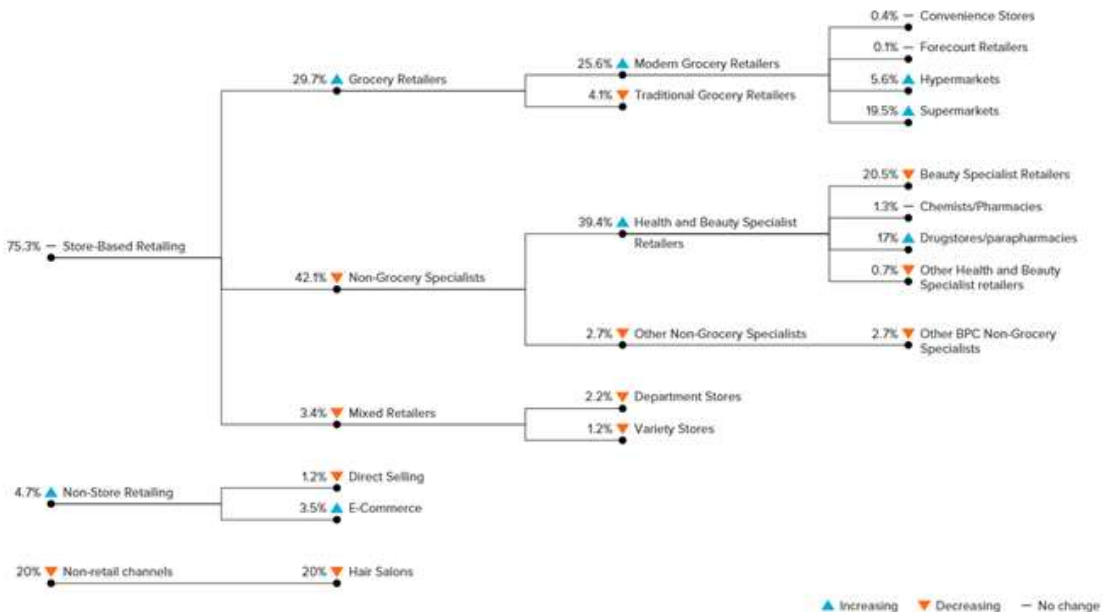 0.4% — Convenience Stores
0.1% — Forecourt Retailers
25.6% ▲ Modern Grocery Retailers
29.7% ▲ Grocery Retailers
5.6% ▲ Hypermarkets
4.1% ▼ Traditional Grocery Retailers
19.5% ▲ Supermarkets
20.5% ▼ Beauty Specialist Retailers
1.3% — Chemists/Pharmacies
39.4% ▲ Health and Beauty Specialist
Retailers
17% ▲ Drugstores/parapharmacies
75.3% — Store-Based Retailing
42.1% ▼ Non-Grocery Specialists
0.7% ▼ Other Health and Beauty
Specialist retailers
2.7% ▼ Other Non-Grocery Specialists
2.7% ▼ Other BPC Non-Grocery
Specialists
2.2% ▼ Department Stores
3.4% ▼ Mixed Retailers
1.2% ▼ Variety Stores
1.2% ▼ Direct Selling
4.7% ▲ Non-Store Retailing
3.5% ▲ E-Commerce
20% ▼ Non-retail channels
20% ▼ Hair Salons
▲ Increasing ▼ Decreasing — No change